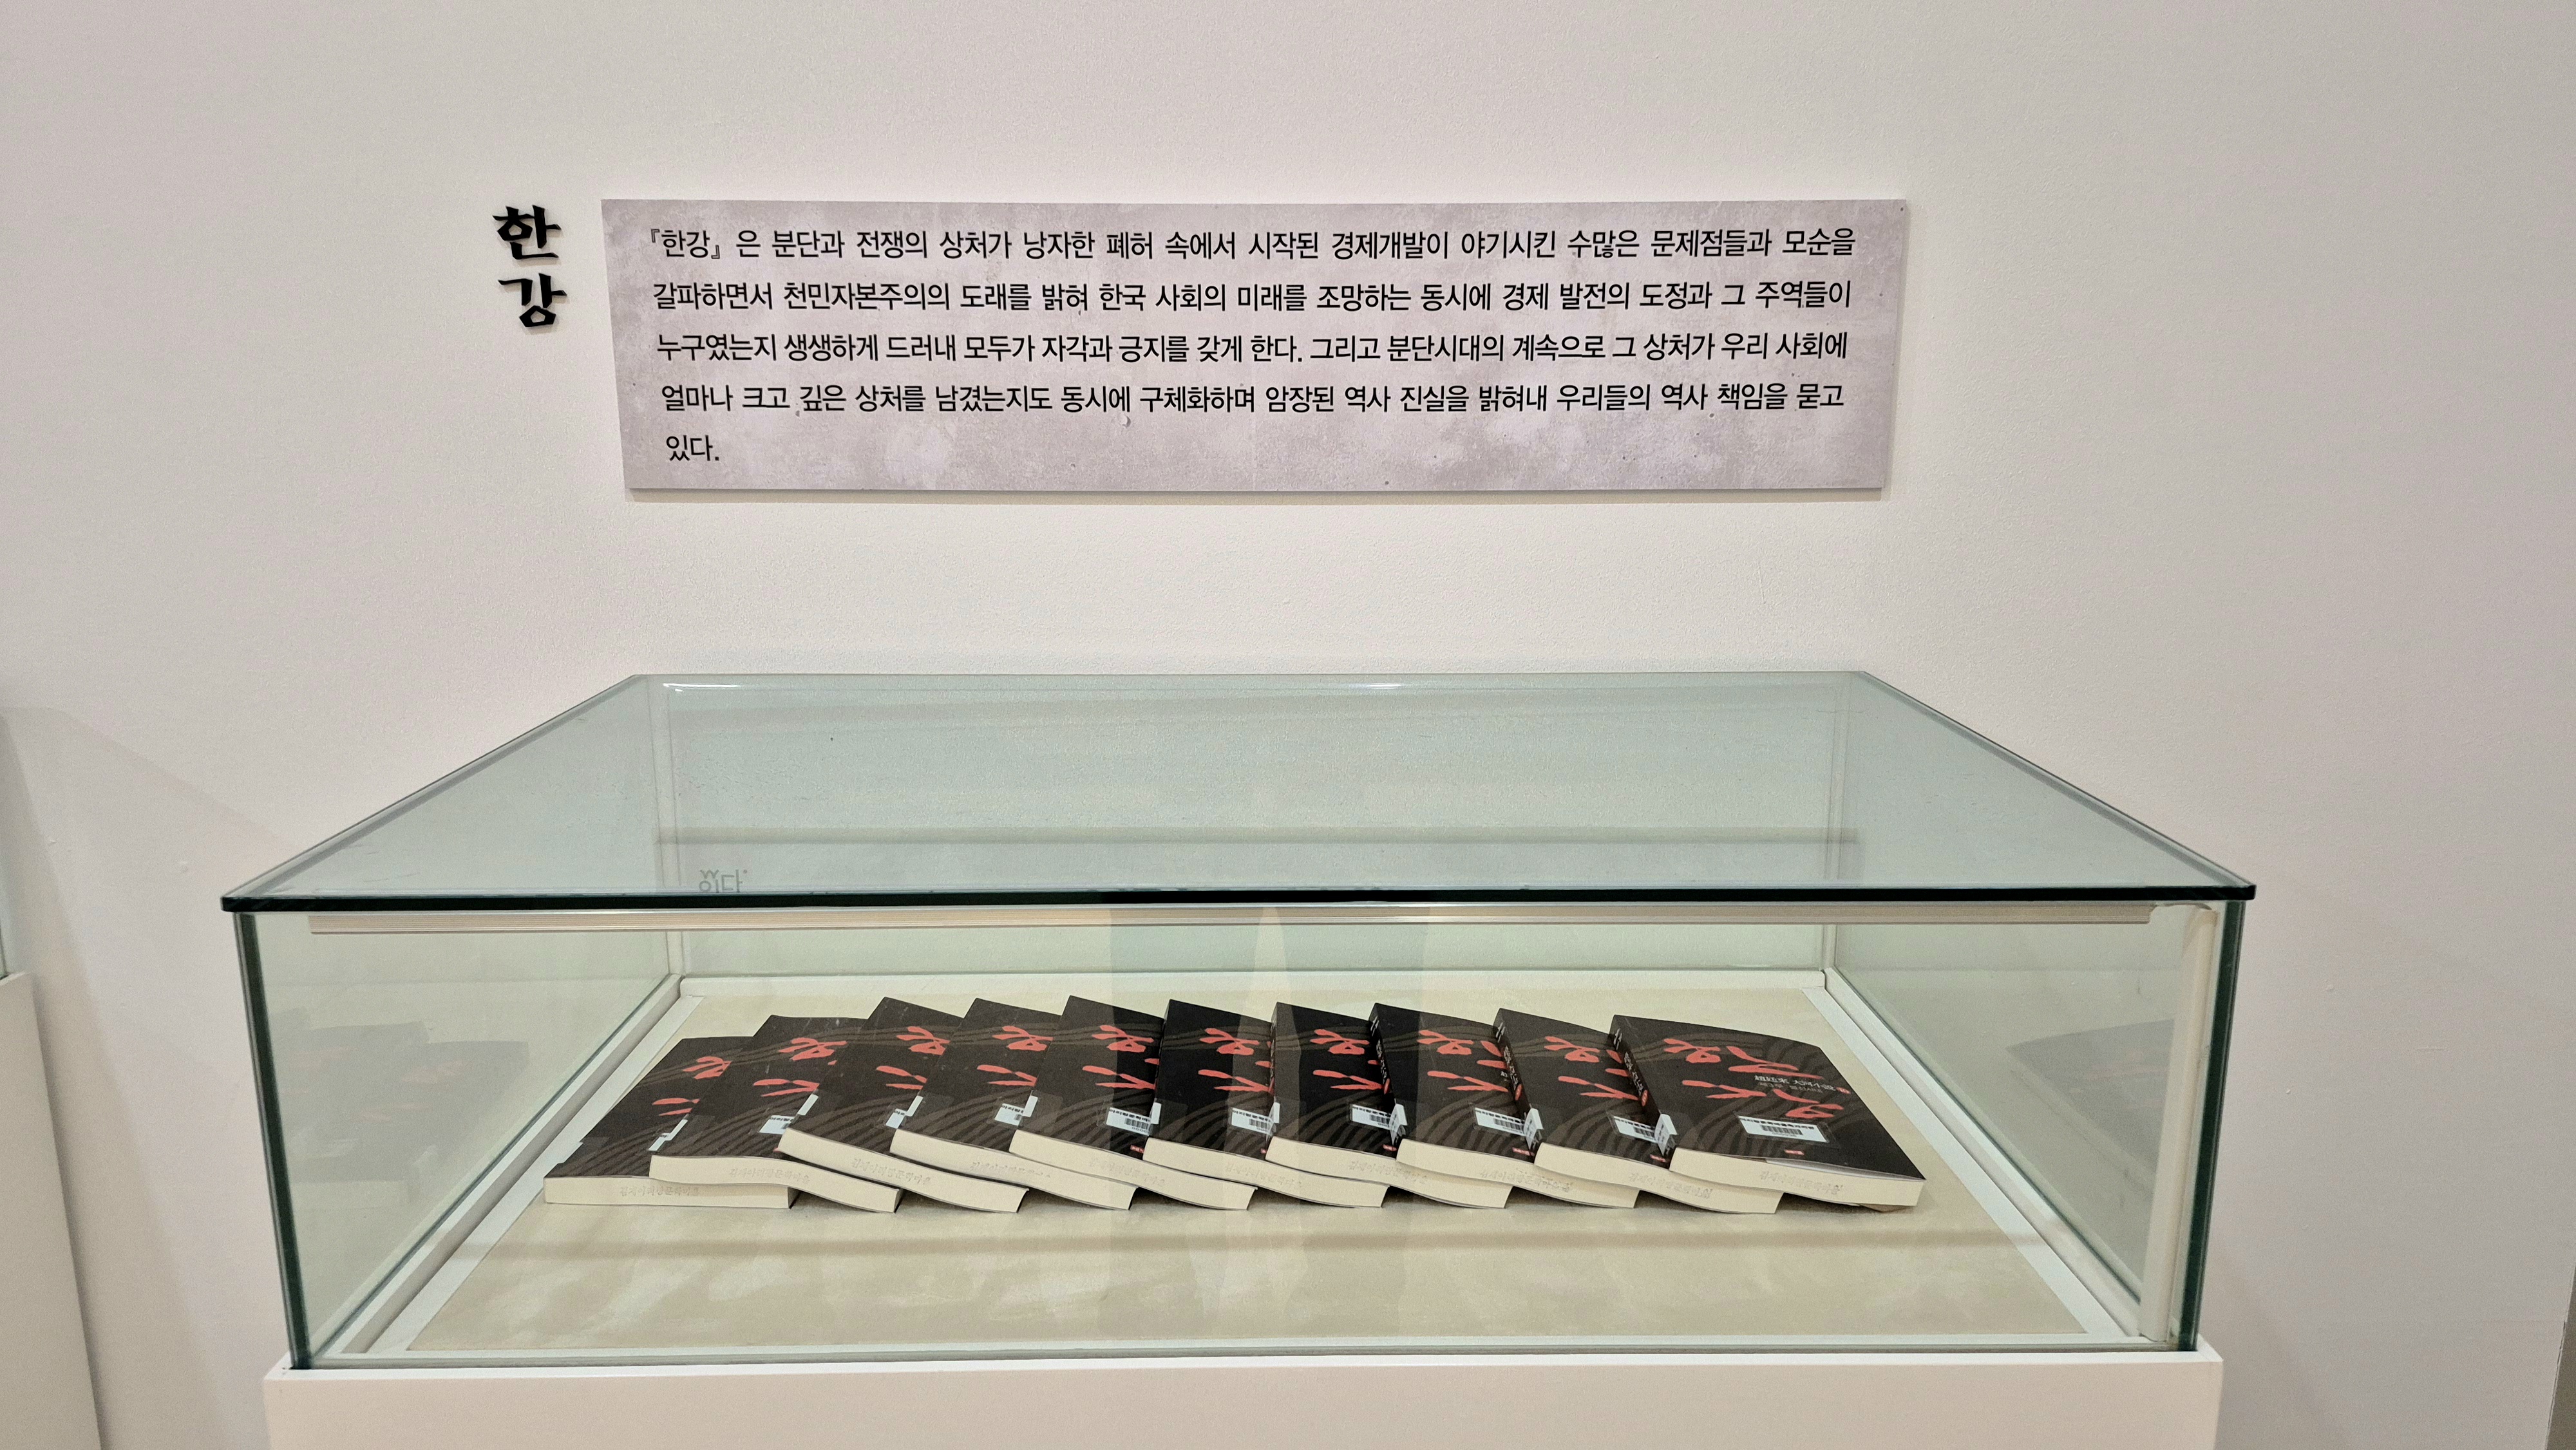 한
강
『한강』은 분단과 전쟁의 상처가 낭자한 폐허 속에서 시작된 경제개발이 야기시킨 수많은 문제점들과 모순을
갈파하면서 천민자본주의의 도래를 밝혀 한국 사회의 미래를 조망하는 동시에 경제 발전의 도정과 그 주역들이
누구였는지 생생하게 드러내 모두가 자각과 긍지를 갖게 한다. 그리고 분단시대의 계속으로 그 상처가 우리 사회에
얼마나 크고 깊은 상처를 남겼는지도 동시에 구체화하며 암장된 역사 진실을 밝혀내 우리들의 역사 책임을 묻고
있다.
한
강